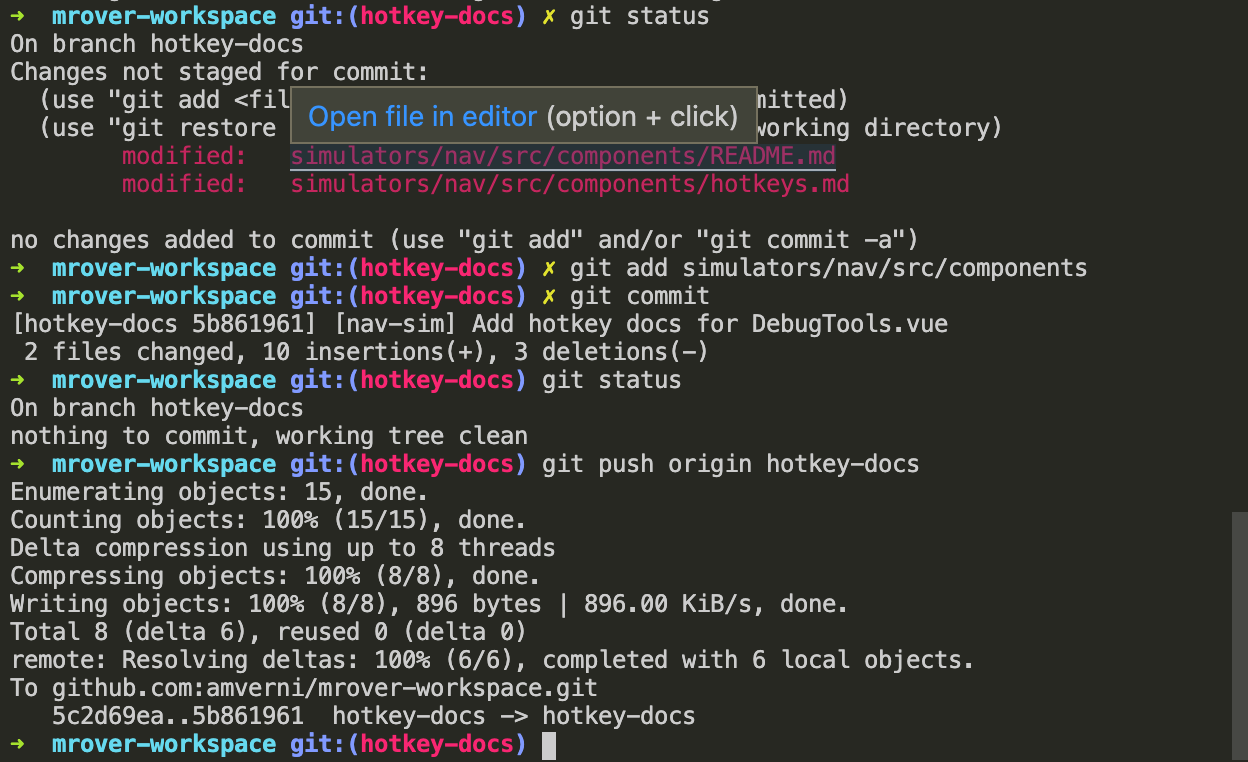 ➜  mrover-workspace git:(hotkey-docs) ✗ git status
On branch hotkey-docs
Changes not staged for commit:
  (use "git add <fil mitted)
Open file in editor (option + click)
  (use "git restore working directory)
        modified:   simulators/nav/src/components/README.md
        modified:   simulators/nav/src/components/hotkeys.md

no changes added to commit (use "git add" and/or "git commit -a")
➜  mrover-workspace git:(hotkey-docs) ✗ git add simulators/nav/src/components
➜  mrover-workspace git:(hotkey-docs) ✗ git commit
[hotkey-docs 5b861961] [nav-sim] Add hotkey docs for DebugTools.vue
 2 files changed, 10 insertions(+), 3 deletions(-)
➜  mrover-workspace git:(hotkey-docs) git status
On branch hotkey-docs
nothing to commit, working tree clean
➜  mrover-workspace git:(hotkey-docs) git push origin hotkey-docs
Enumerating objects: 15, done.
Counting objects: 100% (15/15), done.
Delta compression using up to 8 threads
Compressing objects: 100% (8/8), done.
Writing objects: 100% (8/8), 896 bytes | 896.00 KiB/s, done.
Total 8 (delta 6), reused 0 (delta 0)
remote: Resolving deltas: 100% (6/6), completed with 6 local objects.
To github.com:amverni/mrover-workspace.git
   5c2d69ea..5b861961  hotkey-docs -> hotkey-docs
➜  mrover-workspace git:(hotkey-docs)